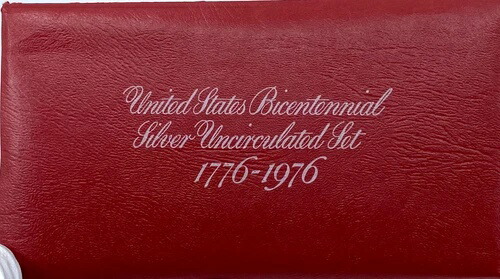 United States Bicentennial
Silver Uncirculated Set
1776-1976